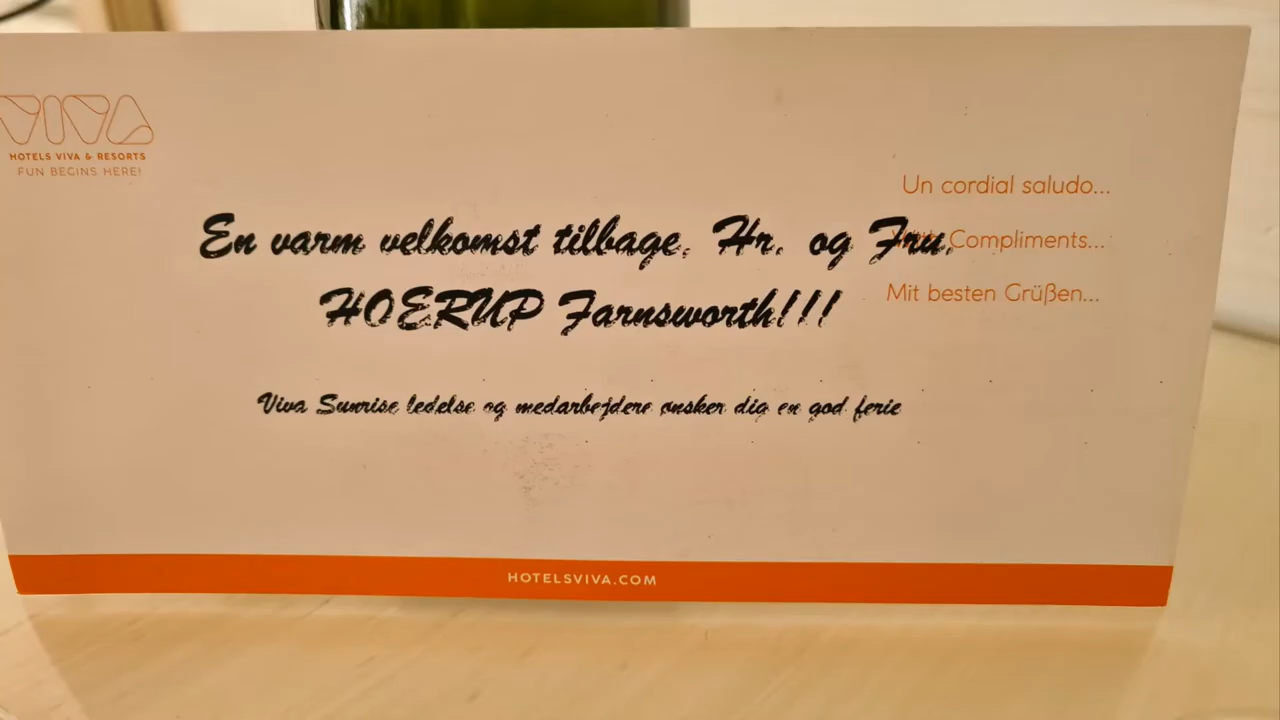 VIVA
HOTELS VIVA & RESORTS
FUN BEGINS HERE!
Un cordial saludo...
En varm velkomst tilbage, Hr. og Fru.
Compliments...
HOERUP Farnsworth!!!
Mit besten Grüßen...
Viva Sunrise ledelse og medarbejdere ønsker dig en god ferie
HOTELSVIVA.COM